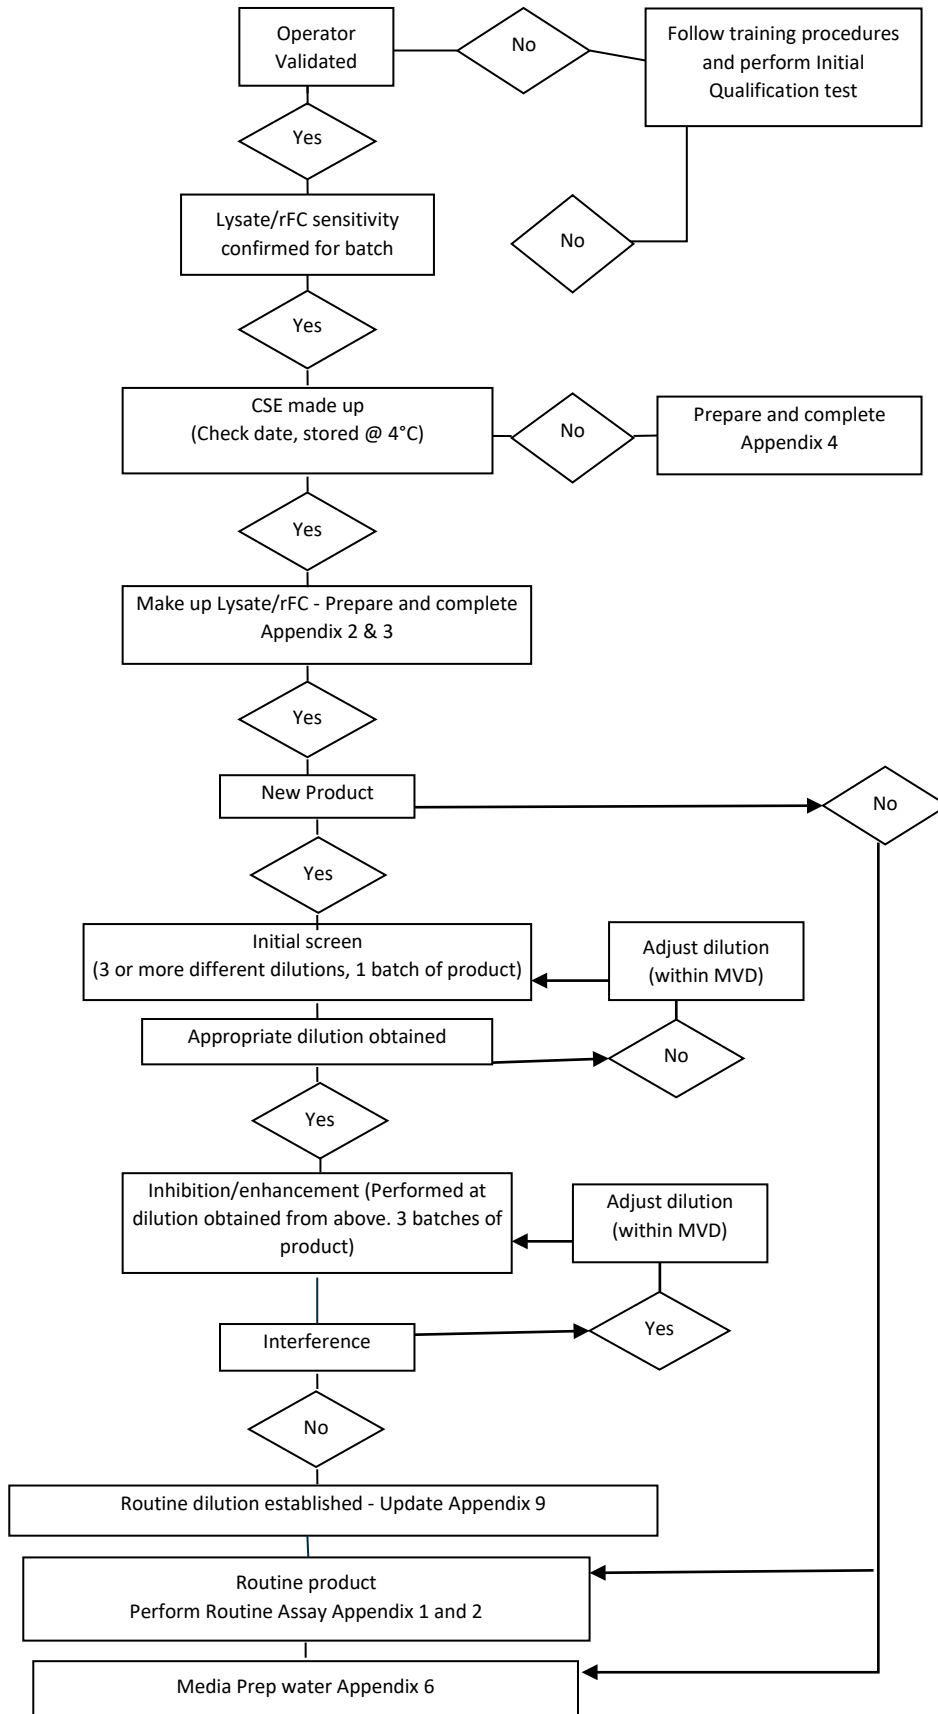 Operator
Validated
No
Follow training procedures
and perform Initial
Qualification test
Yes
Lysate/rFC sensitivity
confirmed for batch
No
Yes
CSE made up
(Check date, stored @ 4°C)
No
Prepare and complete
Appendix 4
Yes
Make up Lysate/rFC - Prepare and complete
Appendix 2 & 3
Yes
New Product
No
Yes
Initial screen
(3 or more different dilutions, 1 batch of product)
Adjust dilution
(within MVD)
Appropriate dilution obtained
No
Yes
Inhibition/enhancement (Performed at
dilution obtained from above. 3 batches of
product)
Adjust dilution
(within MVD)
Interference
Yes
No
Routine dilution established - Update Appendix 9
Routine product
Perform Routine Assay Appendix 1 and 2
Media Prep water Appendix 6